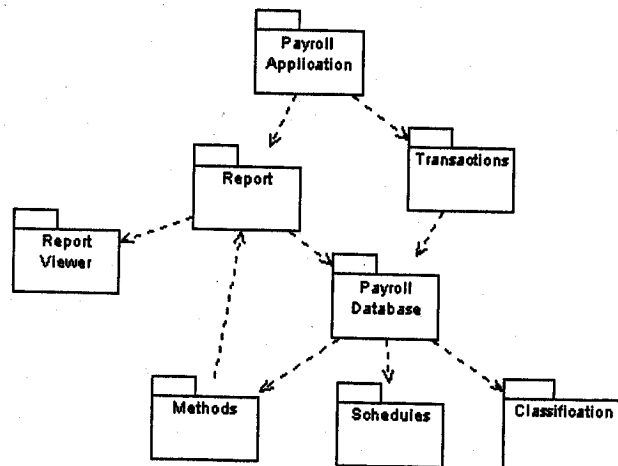 Payroll
Application
Transactions
Report
Report
Viewer
Payroll
Database
Methods
Schedules
Classification